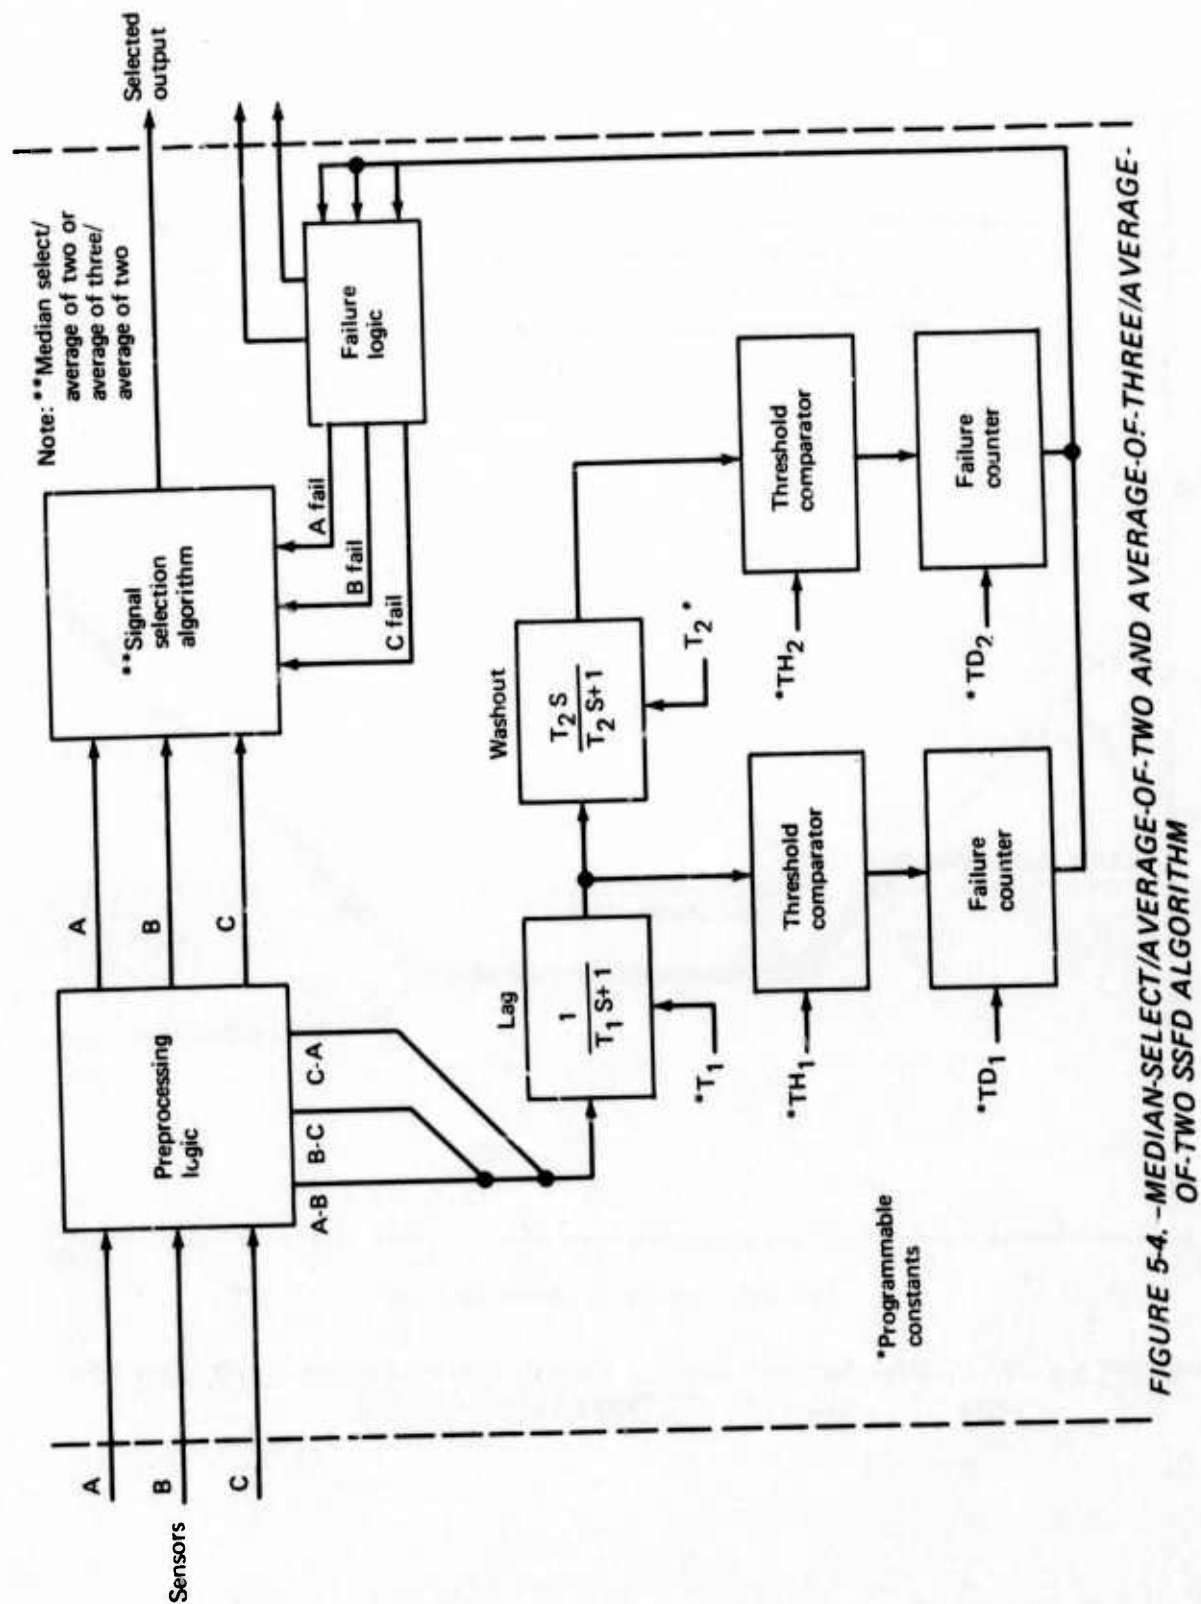 Sensors
A
B
C
Preprocessing
logic
A
B
C
A-B
B-C
C-A
**Signal
selection
algorithm
Note: **Median select/
average of two or
average of three/
average of two
Selected
output
A fail
B fail
C fail
Failure
logic
Lag
1
T1 S+1
*T1
Washout
T2 S
T2 S+1
T2*
*TH1
Threshold
comparator
*TH2
Threshold
comparator
*TD1
Failure
counter
*TD2
Failure
counter
*Programmable
constants
FIGURE 5-4. -MEDIAN-SELECT/AVERAGE-OF-TWO AND AVERAGE-OF-THREE/AVERAGE-
OF-TWO SSFD ALGORITHM